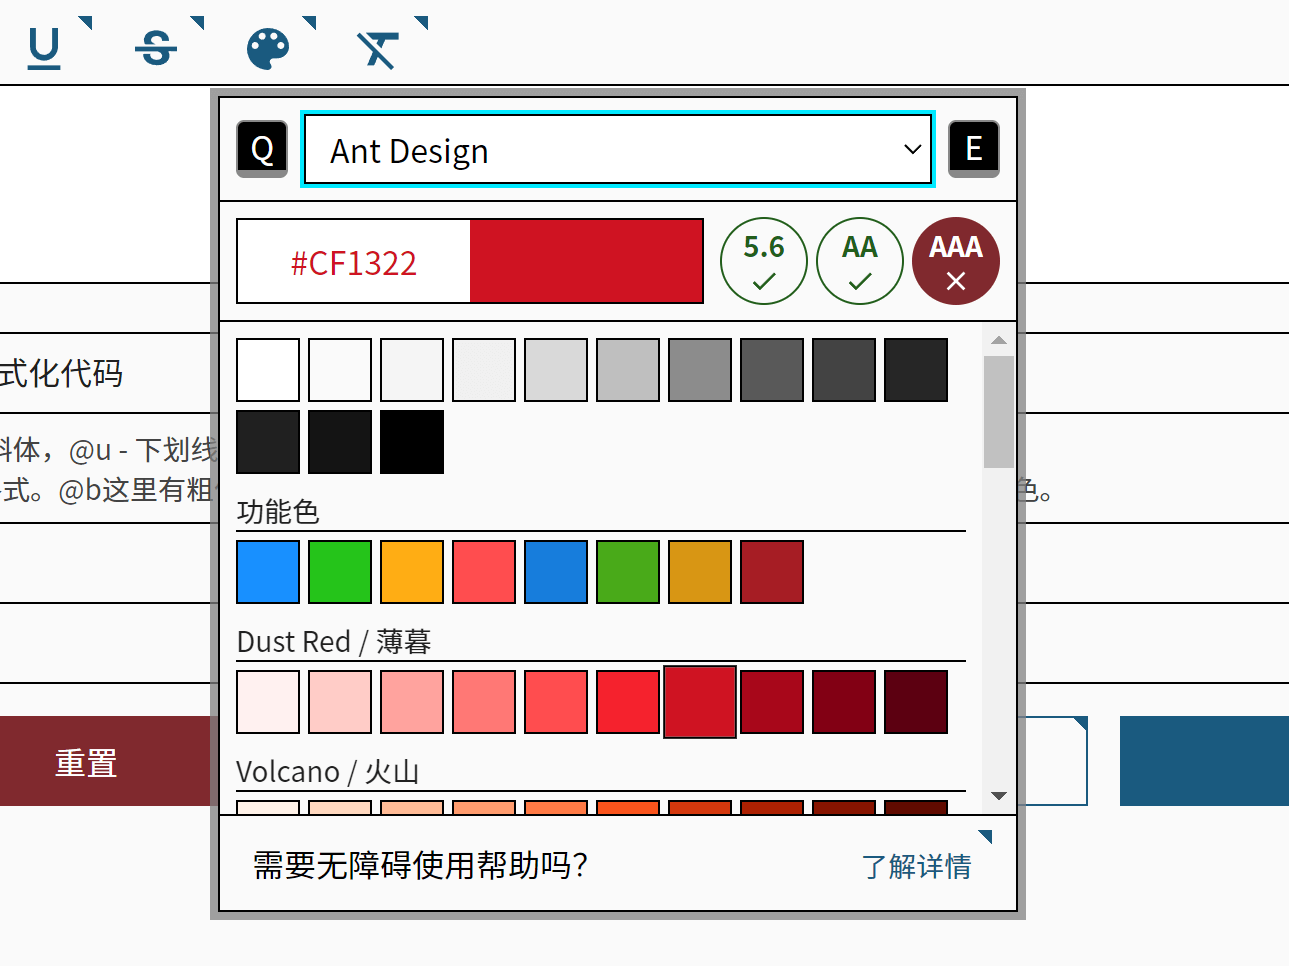 U S T
Q Ant Design E
#CF1322 5.6 AA AAA
式化代码
功能色
斜体，@u - 下划线
式。@b这里有粗 色。
Dust Red / 薄暮
重置
Volcano / 火山
需要无障碍使用帮助吗？ 了解详情